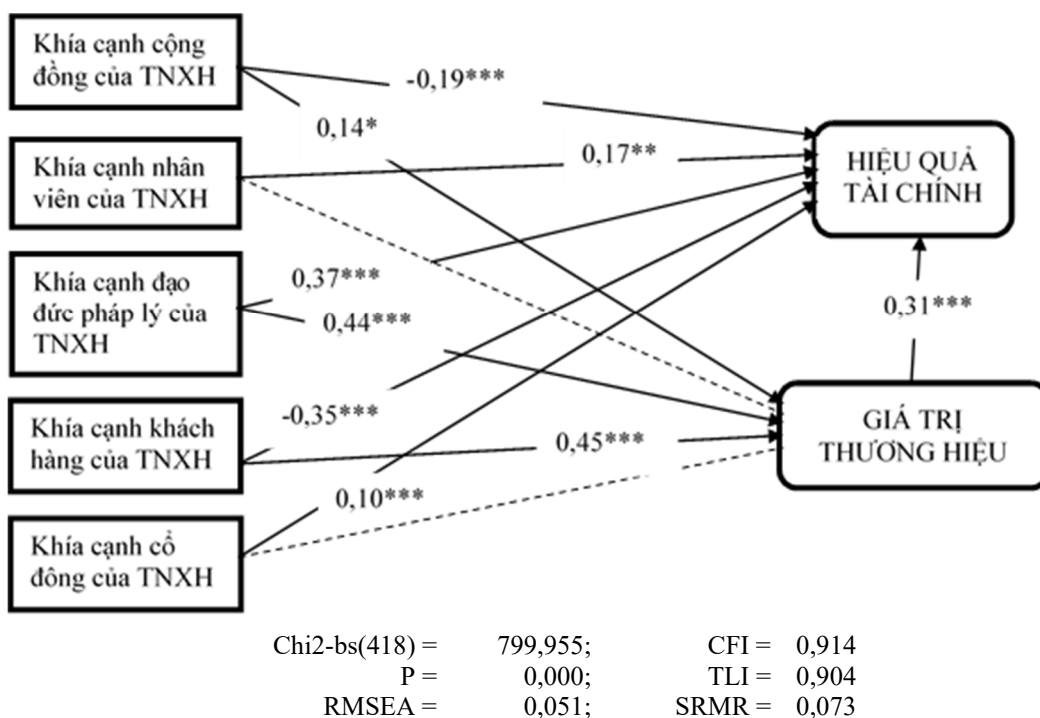 Khía cạnh cộng
đồng của TNXH
-0,19***
0,14*
Khía cạnh nhân
viên của TNXH
0,17**
HIỆU QUẢ
TÀI CHÍNH
Khía cạnh đạo
đức pháp lý của
TNXH
0,37***
0,44***
0,31***
Khía cạnh khách
hàng của TNXH
-0,35***
0,45***
GIÁ TRỊ
THƯƠNG HIỆU
0,10***
Khía cạnh cổ
đông của TNXH
Chi2-bs(418) = 799,955; CFI = 0,914
P = 0,000; TLI = 0,904
RMSEA = 0,051; SRMR = 0,073